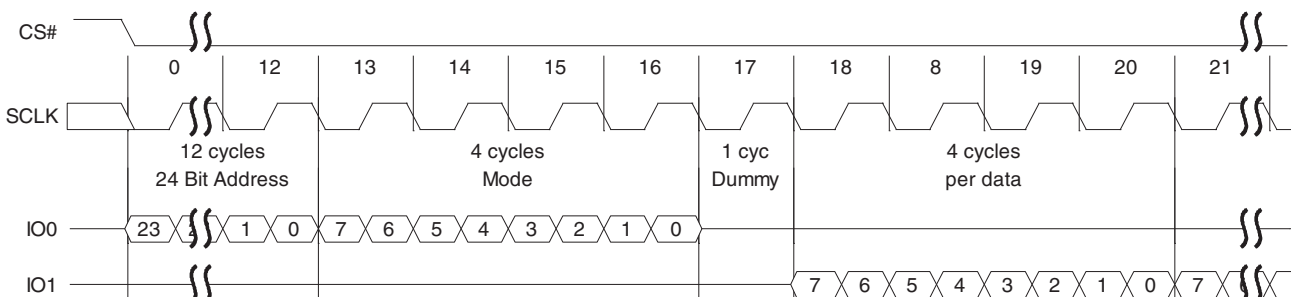 CS#
0 12 13 14 15 16 17 18 8 19 20 21
SCLK
12 cycles 4 cycles 1 cyc 4 cycles
24 Bit Address Mode Dummy per data
IO0 23 1 0 7 6 5 4 3 2 1 0
IO1 7 6 5 4 3 2 1 0 7